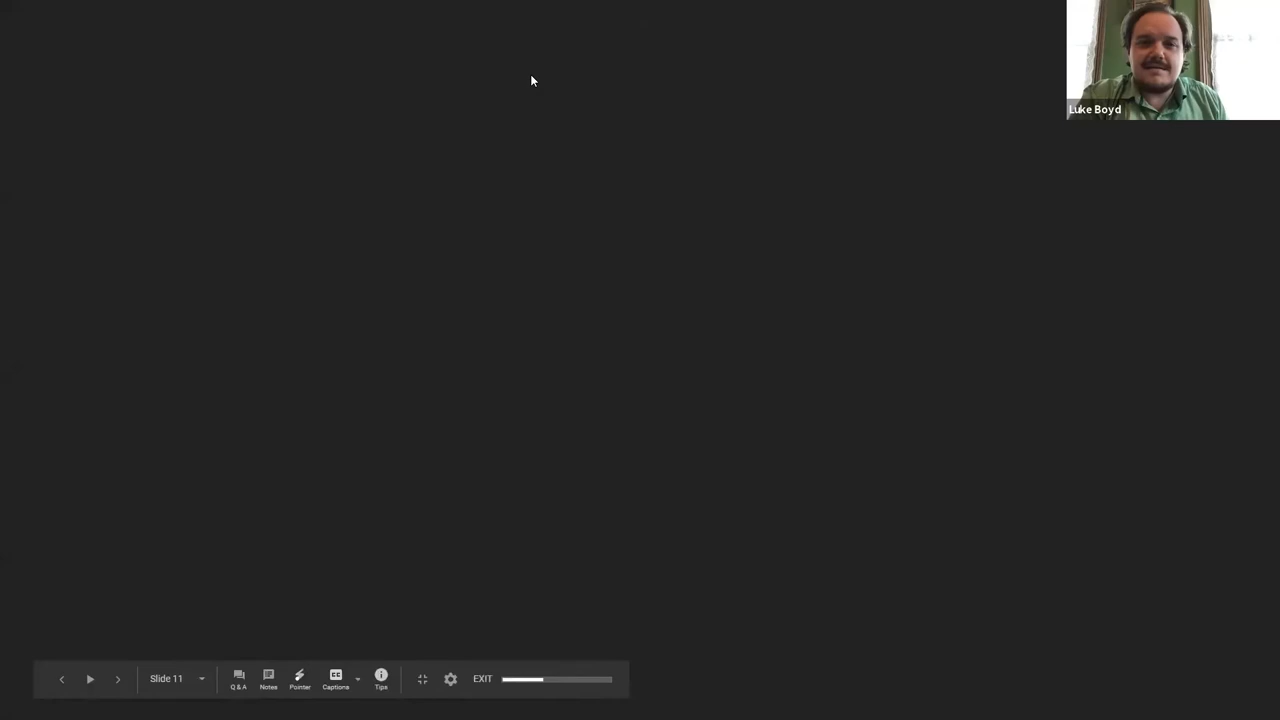 Luke Boyd
Slide 11
Q & A
Notes
Pointer
Captions
Tips
EXIT